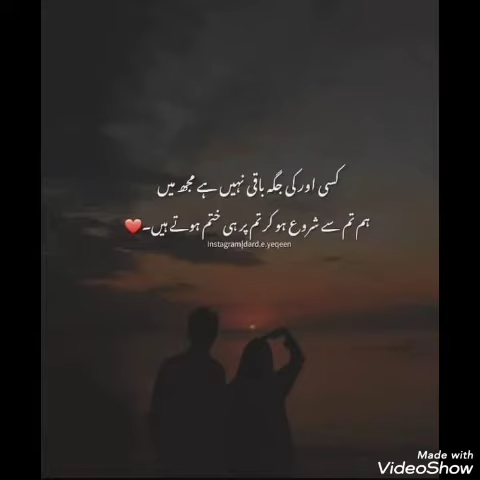 کسی اور کی جگہ باقی نہیں ہے مجھ میں
ہم تم سے شروع ہو کر تم پر ہی ختم ہوتے ہیں۔❤️
Instagram|dard.e.yeqeen
Made with
VideoShow